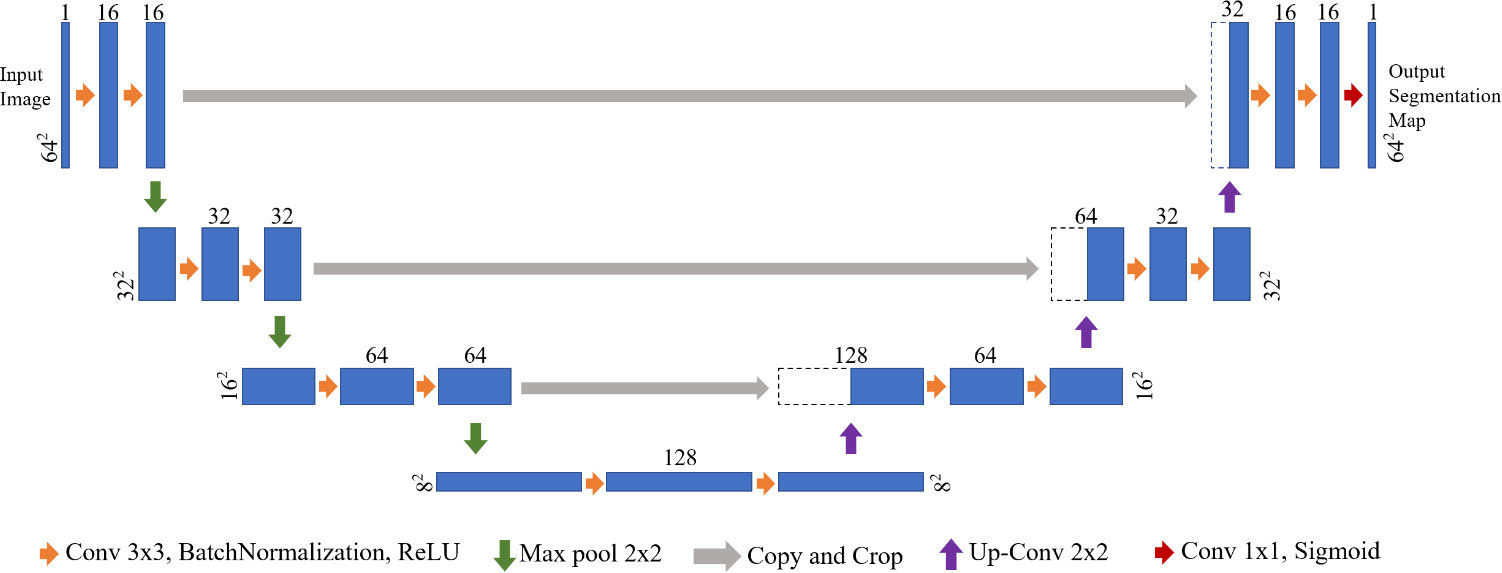 1 16 16
32 16 16 1
Input
Image
Output
Segmentation
Map
64²
64²
32 32
64 32
32²
32²
64 64
128 64
16²
16²
128
8²
8²
Conv 3x3, BatchNormalization, ReLU
Max pool 2x2
Copy and Crop
Up-Conv 2x2
Conv 1x1, Sigmoid